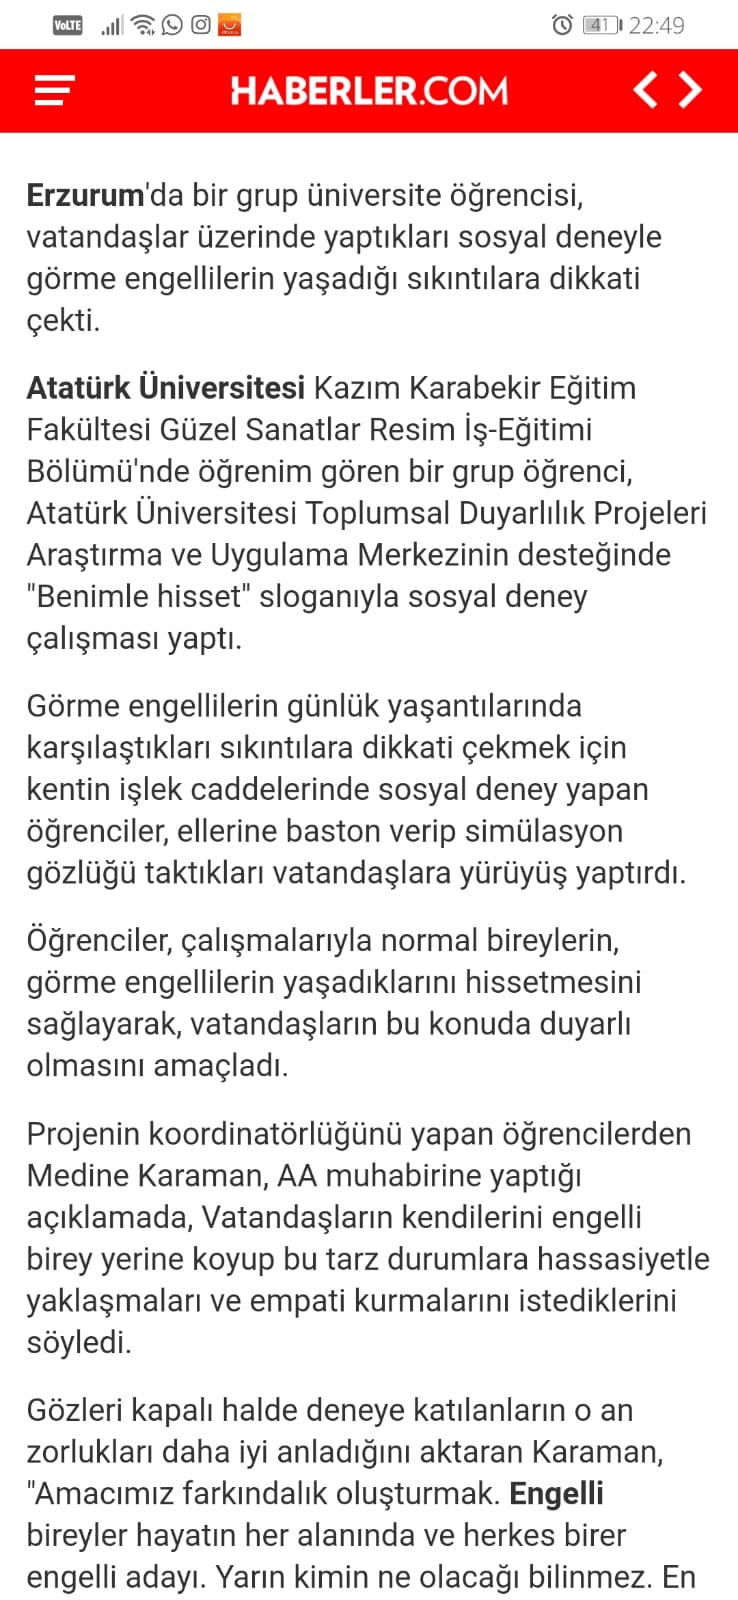 VoLTE 41 22:49
HABERLER.COM
Erzurum'da bir grup üniversite öğrencisi,
vatandaşlar üzerinde yaptıkları sosyal deneyle
görme engellilerin yaşadığı sıkıntılara dikkati
çekti.
Atatürk Üniversitesi Kazım Karabekir Eğitim
Fakültesi Güzel Sanatlar Resim İş-Eğitimi
Bölümü'nde öğrenim gören bir grup öğrenci,
Atatürk Üniversitesi Toplumsal Duyarlılık Projeleri
Araştırma ve Uygulama Merkezinin desteğinde
"Benimle hisset" sloganıyla sosyal deney
çalışması yaptı.
Görme engellilerin günlük yaşantılarında
karşılaştıkları sıkıntılara dikkati çekmek için
kentin işlek caddelerinde sosyal deney yapan
öğrenciler, ellerine baston verip simülasyon
gözlüğü taktıkları vatandaşlara yürüyüş yaptırdı.
Öğrenciler, çalışmalarıyla normal bireylerin,
görme engellilerin yaşadıklarını hissetmesini
sağlayarak, vatandaşların bu konuda duyarlı
olmasını amaçladı.
Projenin koordinatörlüğünü yapan öğrencilerden
Medine Karaman, AA muhabirine yaptığı
açıklamada, Vatandaşların kendilerini engelli
birey yerine koyup bu tarz durumlara hassasiyetle
yaklaşmaları ve empati kurmalarını istediklerini
söyledi.
Gözleri kapalı halde deneye katılanların o an
zorlukları daha iyi anladığını aktaran Karaman,
"Amacımız farkındalık oluşturmak. Engelli
bireyler hayatın her alanında ve herkes birer
engelli adayı. Yarın kimin ne olacağı bilinmez. En